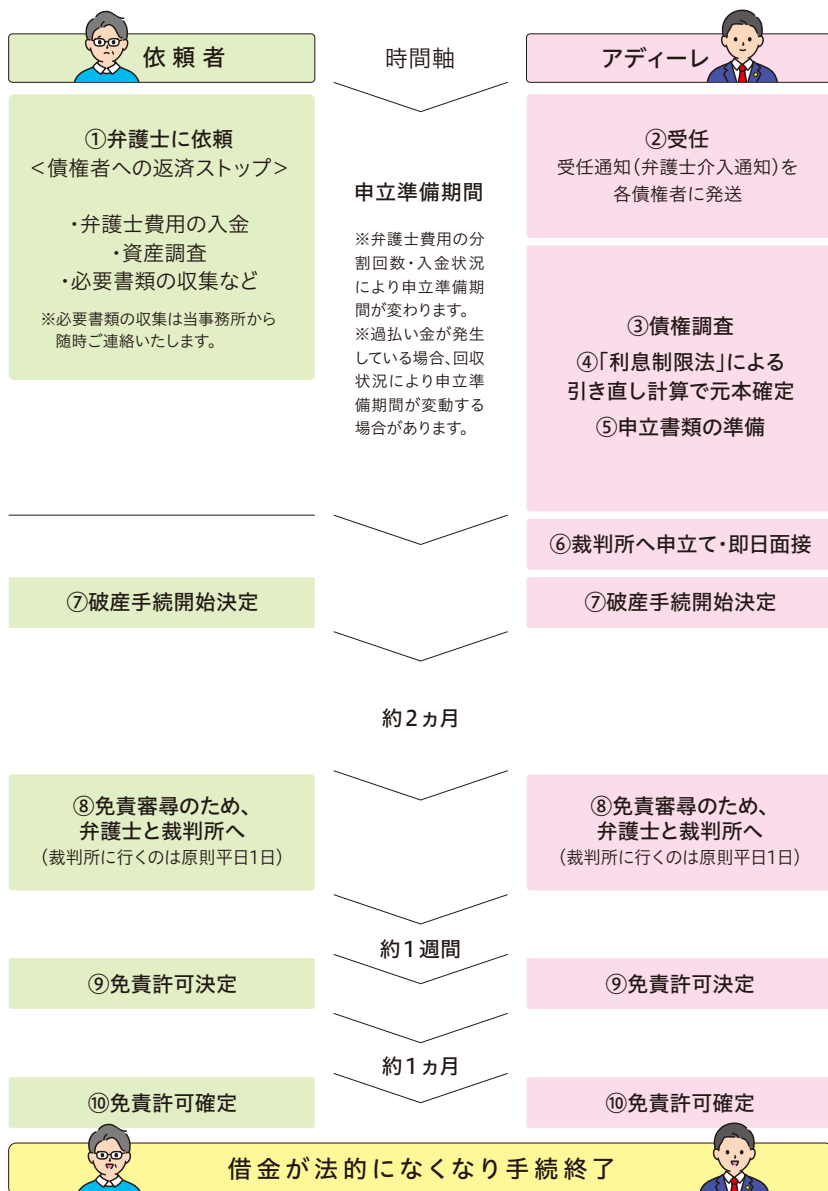 依頼者
時間軸
アディーレ
①弁護士に依頼
<債権者への返済ストップ>
・弁護士費用の入金
・資産調査
・必要書類の収集など
※必要書類の収集は当事務所から
随時ご連絡いたします。
申立準備期間
※弁護士費用の分
割回数・入金状況
により申立準備期
間が変わります。
※過払い金が発生
している場合、回収
状況により申立準
備期間が変動する
場合があります。
②受任
受任通知(弁護士介入通知)を
各債権者に発送
③債権調査
④「利息制限法」による
引き直し計算で元本確定
⑤申立書類の準備
⑥裁判所へ申立て・即日面接
⑦破産手続開始決定
⑦破産手続開始決定
約2ヵ月
⑧免責審尋のため、
弁護士と裁判所へ
(裁判所に行くのは原則平日1日)
⑧免責審尋のため、
弁護士と裁判所へ
(裁判所に行くのは原則平日1日)
約1週間
⑨免責許可決定
⑨免責許可決定
約1ヵ月
⑩免責許可確定
⑩免責許可確定
借金が法的になくなり手続終了